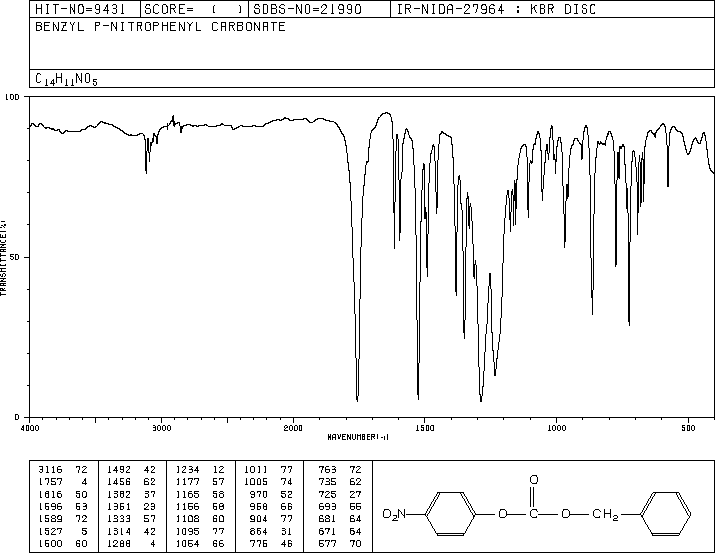 HIT-NO=9431 SCORE= ( ) SDBS-NO=21990 IR-NIDA-27964 : KBR DISC
BENZYL P-NITROPHENYL CARBONATE
C14H11NO5
100
50
0
TRANSMITTANCE(%)
4000 3000 2000 1500 1000 500
WAVENUMBER(-1)
3116 72 1492 42 1234 12 1011 77 763 72
1757 4 1456 62 1177 57 1005 74 735 62
1616 50 1382 37 1165 58 970 52 725 27
1596 53 1351 23 1156 58 958 66 699 55
1589 72 1333 57 1108 60 904 77 681 64
1527 5 1314 42 1095 77 864 31 671 64
1500 60 1288 4 1054 66 776 46 577 70
O
O2N O C O CH2